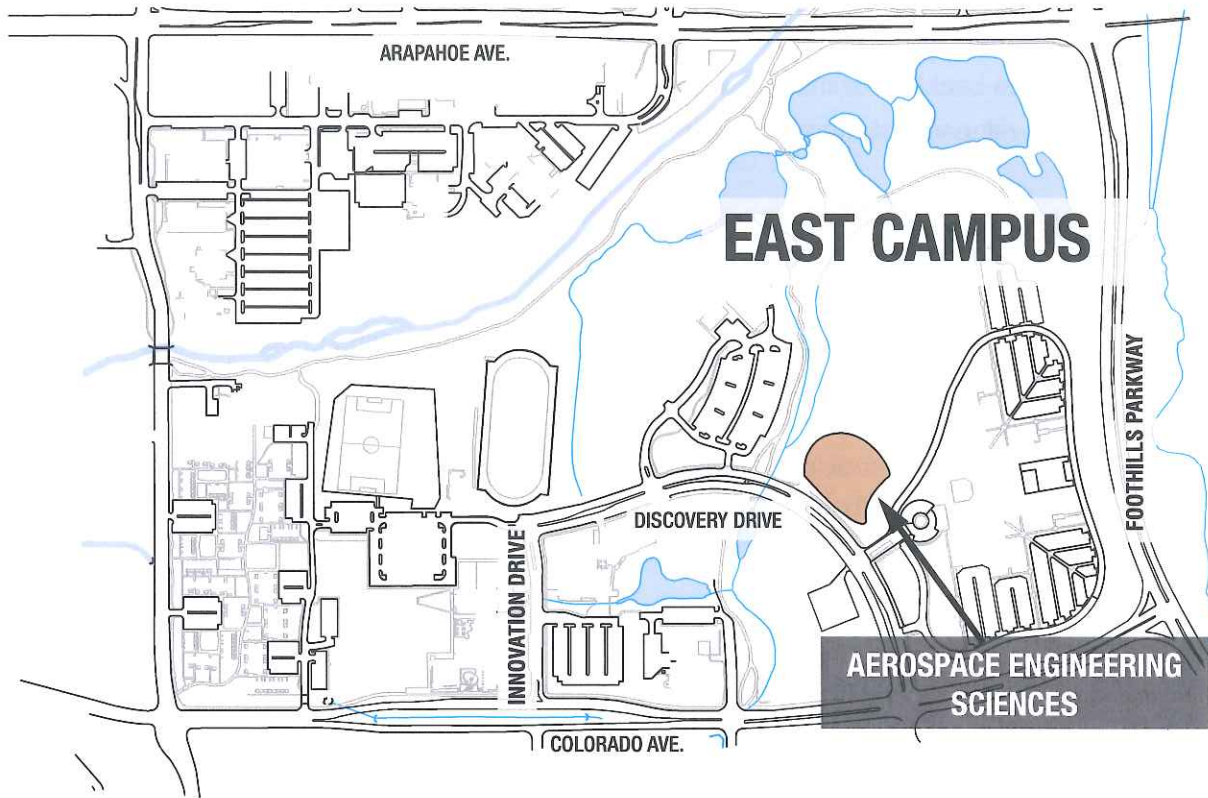 ARAPAHOE AVE.
EAST CAMPUS
FOOTHILLS PARKWAY
DISCOVERY DRIVE
INNOVATION DRIVE
AEROSPACE ENGINEERING
SCIENCES
COLORADO AVE.